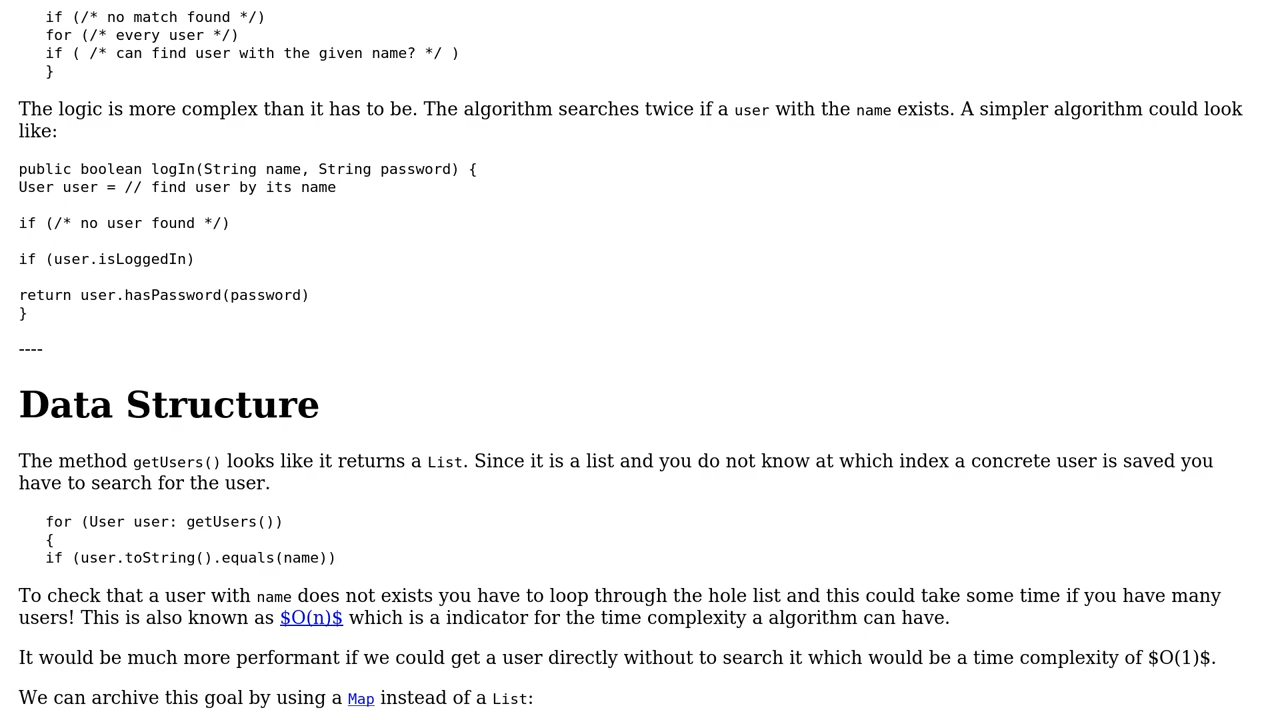 if (/* no match found */)
for (/* every user */)
if ( /* can find user with the given name? */ )
}
The logic is more complex than it has to be. The algorithm searches twice if a user with the name exists. A simpler algorithm could look
like:
public boolean logIn(String name, String password) {
User user = // find user by its name
if (/* no user found */)
if (user.isLoggedIn)
return user.hasPassword(password)
}
----
Data Structure
The method getUsers() looks like it returns a List. Since it is a list and you do not know at which index a concrete user is saved you
have to search for the user.
for (User user: getUsers())
{
if (user.toString().equals(name))
To check that a user with name does not exists you have to loop through the hole list and this could take some time if you have many
users! This is also known as $O(n)$ which is a indicator for the time complexity a algorithm can have.
It would be much more performant if we could get a user directly without to search it which would be a time complexity of $O(1)$.
We can archive this goal by using a Map instead of a List: